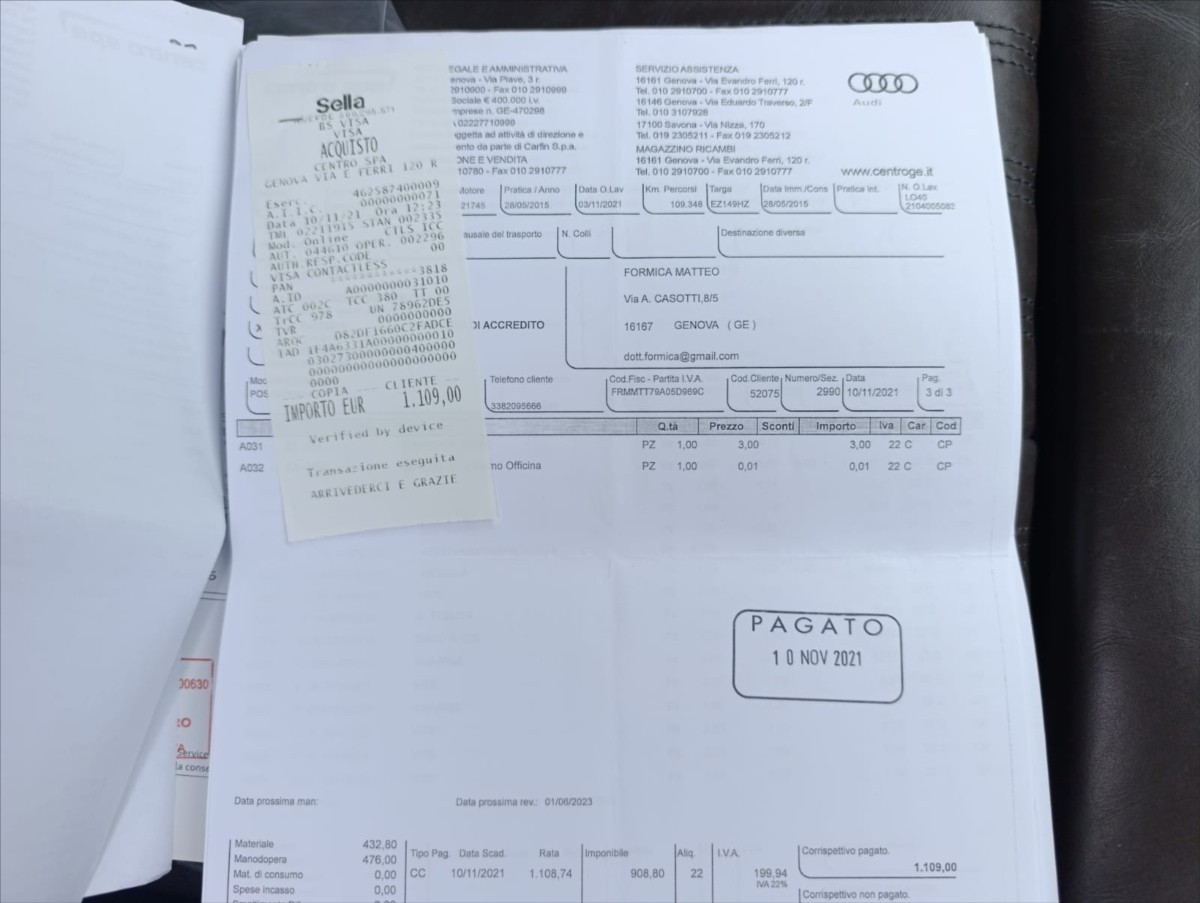 Sella
BS VISA
VISA
ACQUISTO
CENTRO SPA
GENOVA VIA E FERRI 120 R
Eserc. 462587400009
A.I.I.C. 00000000071
Data 10/11/21 Ora 12:23
TML 02211915 STAN 002335
Mod. Online CTLS ICC
AUT. 044610 OPER. 002296
AUTH.RESP.CODE 00
VISA CONTACTLESS
PAN ************3818
A.ID A0000000031010
ATC 002C TCC 380 TT 00
TrCC 978 UN 78962DE5
TVR 0000000000
ARQC 082DF1660C2FADCE
IAD 1F4A6331A00000000010
03027300000000400000
00000000000000000000
0000
COPIA CLIENTE
IMPORTO EUR 1.109,00
Verified by device
Transazione eseguita
ARRIVEDERCI E GRAZIE
EGALE E AMMINISTRATIVA
enova - Via Piave, 3 r.
2910900 - Fax 010 2910999
Sociale € 400.000 i.v.
mprese n. GE-470298
02227710998
oggetta ad attività di direzione e
ento da parte di Carfin S.p.a.
ONE E VENDITA
10780 - Fax 010 2910777
SERVIZIO ASSISTENZA
16161 Genova - Via Evandro Ferri, 120 r.
Tel. 010 2910700 - Fax 010 2910777
16146 Genova - Via Eduardo Traverso, 2/F
Tel. 010 3107928
17100 Savona - Via Nizza, 170
Tel. 019 2305211 - Fax 019 2305212
MAGAZZINO RICAMBI
16161 Genova - Via Evandro Ferri, 120 r.
Tel. 010 2910700 - Fax 010 2910777
Audi
www.centroge.it
Motore Pratica / Anno Data O.Lav Km. Percorsi Targa Data Imm./Cons Pratica Int. N. O.Lav.
21745 28/05/2015 03/11/2021 109.348 EZ149HZ 28/05/2015 LO45
2104005083
ausale del trasporto N. Colli Destinazione diversa
DI ACCREDITO
FORMICA MATTEO
Via A. CASOTTI,8/5
16167 GENOVA ( GE )
dott.formica@gmail.com
Mod
POS
Telefono cliente Cod.Fisc - Partita I.V.A. Cod.Cliente Numero/Sez. Data Pag.
3382095666 FRMMTT79A05D969C 52075 2990 10/11/2021 3 di 3
Q.tà Prezzo Sconti Importo Iva Car Cod
A031 PZ 1,00 3,00 3,00 22 C CP
A032 no Officina PZ 1,00 0,01 0,01 22 C CP
PAGATO
10 NOV 2021
00630
RO
Service
la conse
Data prossima man: Data prossima rev.: 01/06/2023
Materiale 432,80
Manodopera 476,00
Mat. di consumo 0,00
Spese incasso 0,00
Tipo Pag. Data Scad. Rata Imponibile Aliq. I.V.A.
CC 10/11/2021 1.108,74 908,80 22 199,94
IVA 22%
Corrispettivo pagato.
1.109,00
Corrispettivo non pagato.